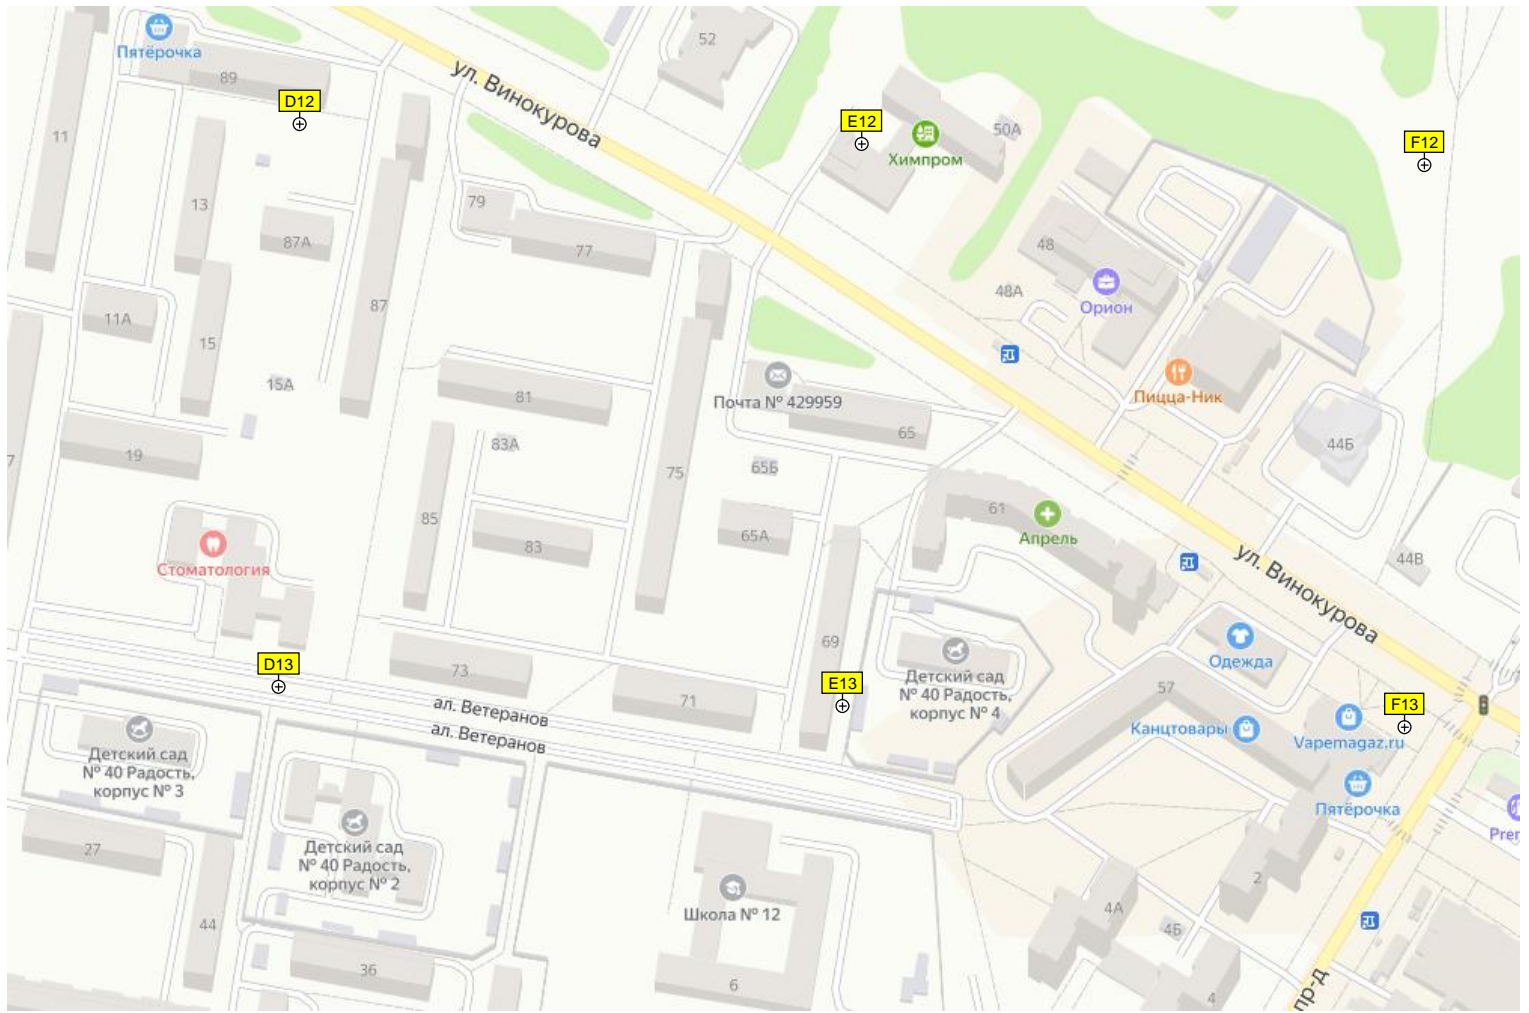 52
Пятёрочка
89
ул. Винокурова
D12
E12
50А
11
Химпром
F12
13
79
87А
77
48
87
48А
Орион
11А
15
15А
81
Почта № 429959
Пицца-Ник
65
83А
44Б
19
7
75
65Б
61
85
65А
Апрель
83
Стоматология
44В
ул. Винокурова
69
73
D13
E13
Одежда
Детский сад
№ 40 Радость,
корпус № 4
57
71
F13
ал. Ветеранов
ал. Ветеранов
Канцтовары
Vapemagaz.ru
Детский сад
№ 40 Радость,
корпус № 3
Пятёрочка
27
Детский сад
№ 40 Радость,
корпус № 2
2
Школа № 12
4А
44
4Б
36
6
4
пр-д